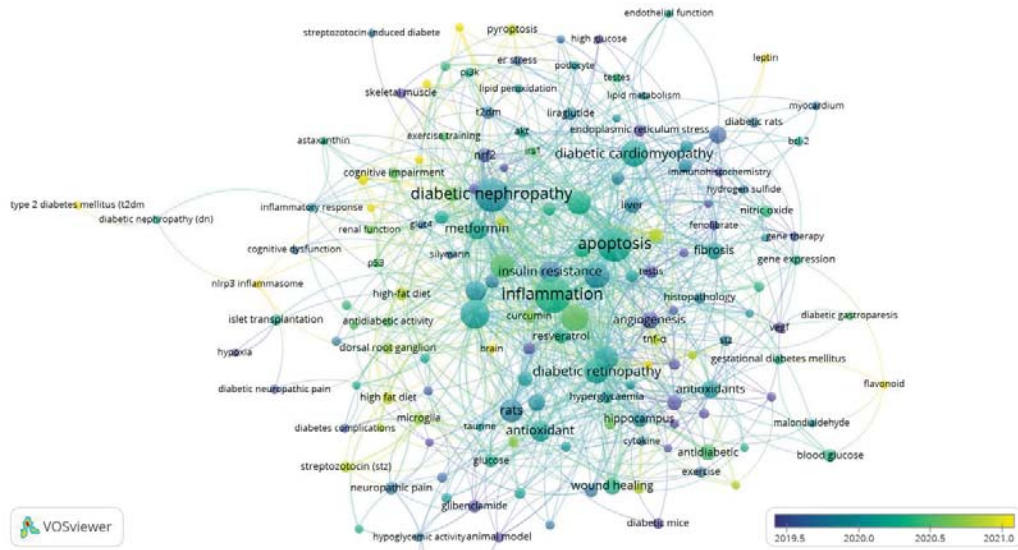 endothelial function
streptozotocin induced diabete
pyroptosis
high glucose
er stress
podocyte
leptin
pi3k
testes
lipid peroxidation
lipid metabolism
skeletal muscle
myocardium
t2dm
liraglutide
diabetic rats
astaxanthin
exercise training
akt
endoplasmic reticulum stress
bcl-2
irs1
nrf2
diabetic cardiomyopathy
cognitive impairment
immunohistochemistry
diabetic nephropathy
hydrogen sulfide
type 2 diabetes mellitus (t2dm
inflammatory response
liver
nitric oxide
diabetic nephropathy (dn)
renal function
glut4
metformin
fenofibrate
gene therapy
cognitive dysfunction
silymarin
apoptosis
fibrosis
gene expression
p53
insulin resistance
nlrp3 inflammasome
high-fat diet
inflammation
histopathology
islet transplantation
antidiabetic activity
curcumin
angiogenesis
diabetic gastroparesis
vegf
resveratrol
tnf-α
stz
hypoxia
dorsal root ganglion
brain
gestational diabetes mellitus
diabetic retinopathy
diabetic neuropathic pain
high fat diet
hyperglycaemia
antioxidants
flavonoid
rats
microglia
hippocampus
diabetes complications
taurine
antioxidant
malondialdehyde
cytokine
antidiabetic
blood glucose
streptozotocin (stz)
glucose
exercise
neuropathic pain
wound healing
glibenclamide
diabetic mice
hypoglycemic activity
animal model
VOSviewer
2019.5 2020.0 2020.5 2021.0